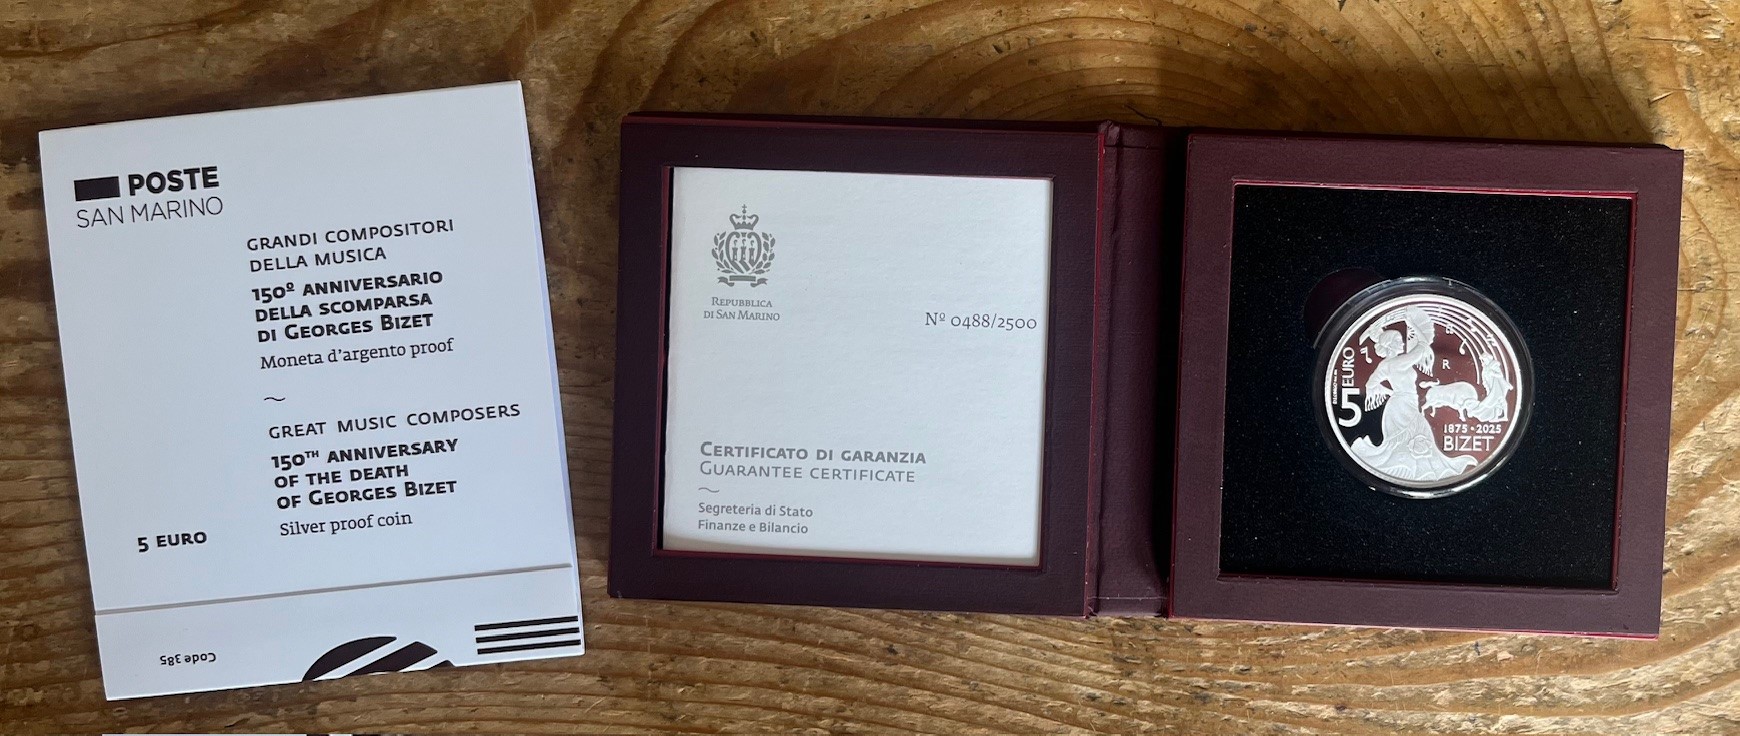 POSTE
SAN MARINO
GRANDI COMPOSITORI
DELLA MUSICA
150º ANNIVERSARIO
DELLA SCOMPARSA
DI GEORGES BIZET
Moneta d'argento proof
~
GREAT MUSIC COMPOSERS
150TH ANNIVERSARY
OF THE DEATH
OF GEORGES BIZET
Silver proof coin
5 EURO
Code 385
REPUBBLICA
DI SAN MARINO
Nº 0488/2500
CERTIFICATO DI GARANZIA
GUARANTEE CERTIFICATE
~
Segreteria di Stato
Finanze e Bilancio
5 EURO
R
1875·2025
BIZET